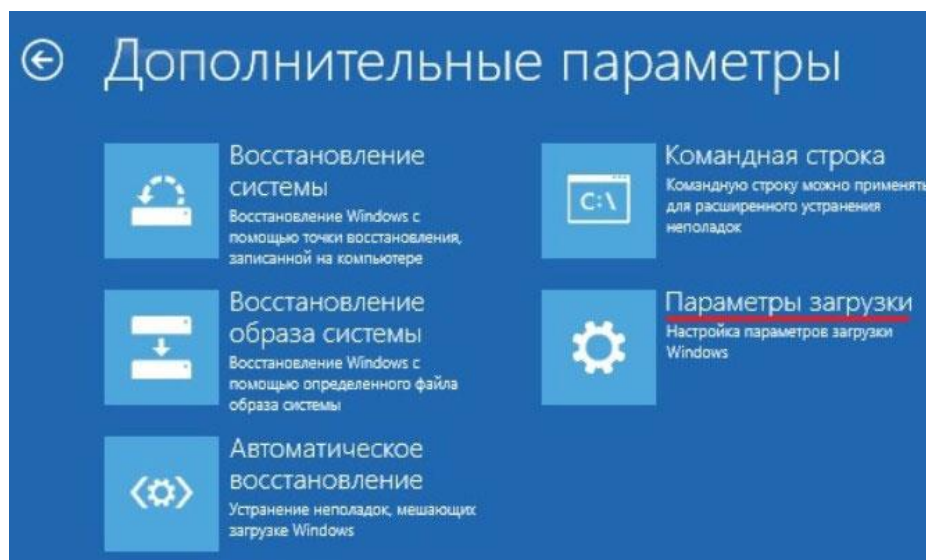 Дополнительные параметры
Восстановление
системы
Восстановление Windows с
помощью точки восстановления,
записанной на компьютере
Восстановление
образа системы
Восстановление Windows с
помощью определенного файла
образа системы
Автоматическое
восстановление
Устранение неполадок, мешающих
загрузке Windows
C:\
Командная строка
Командную строку можно применять
для расширенного устранения
неполадок
Параметры загрузки
Настройка параметров загрузки
Windows